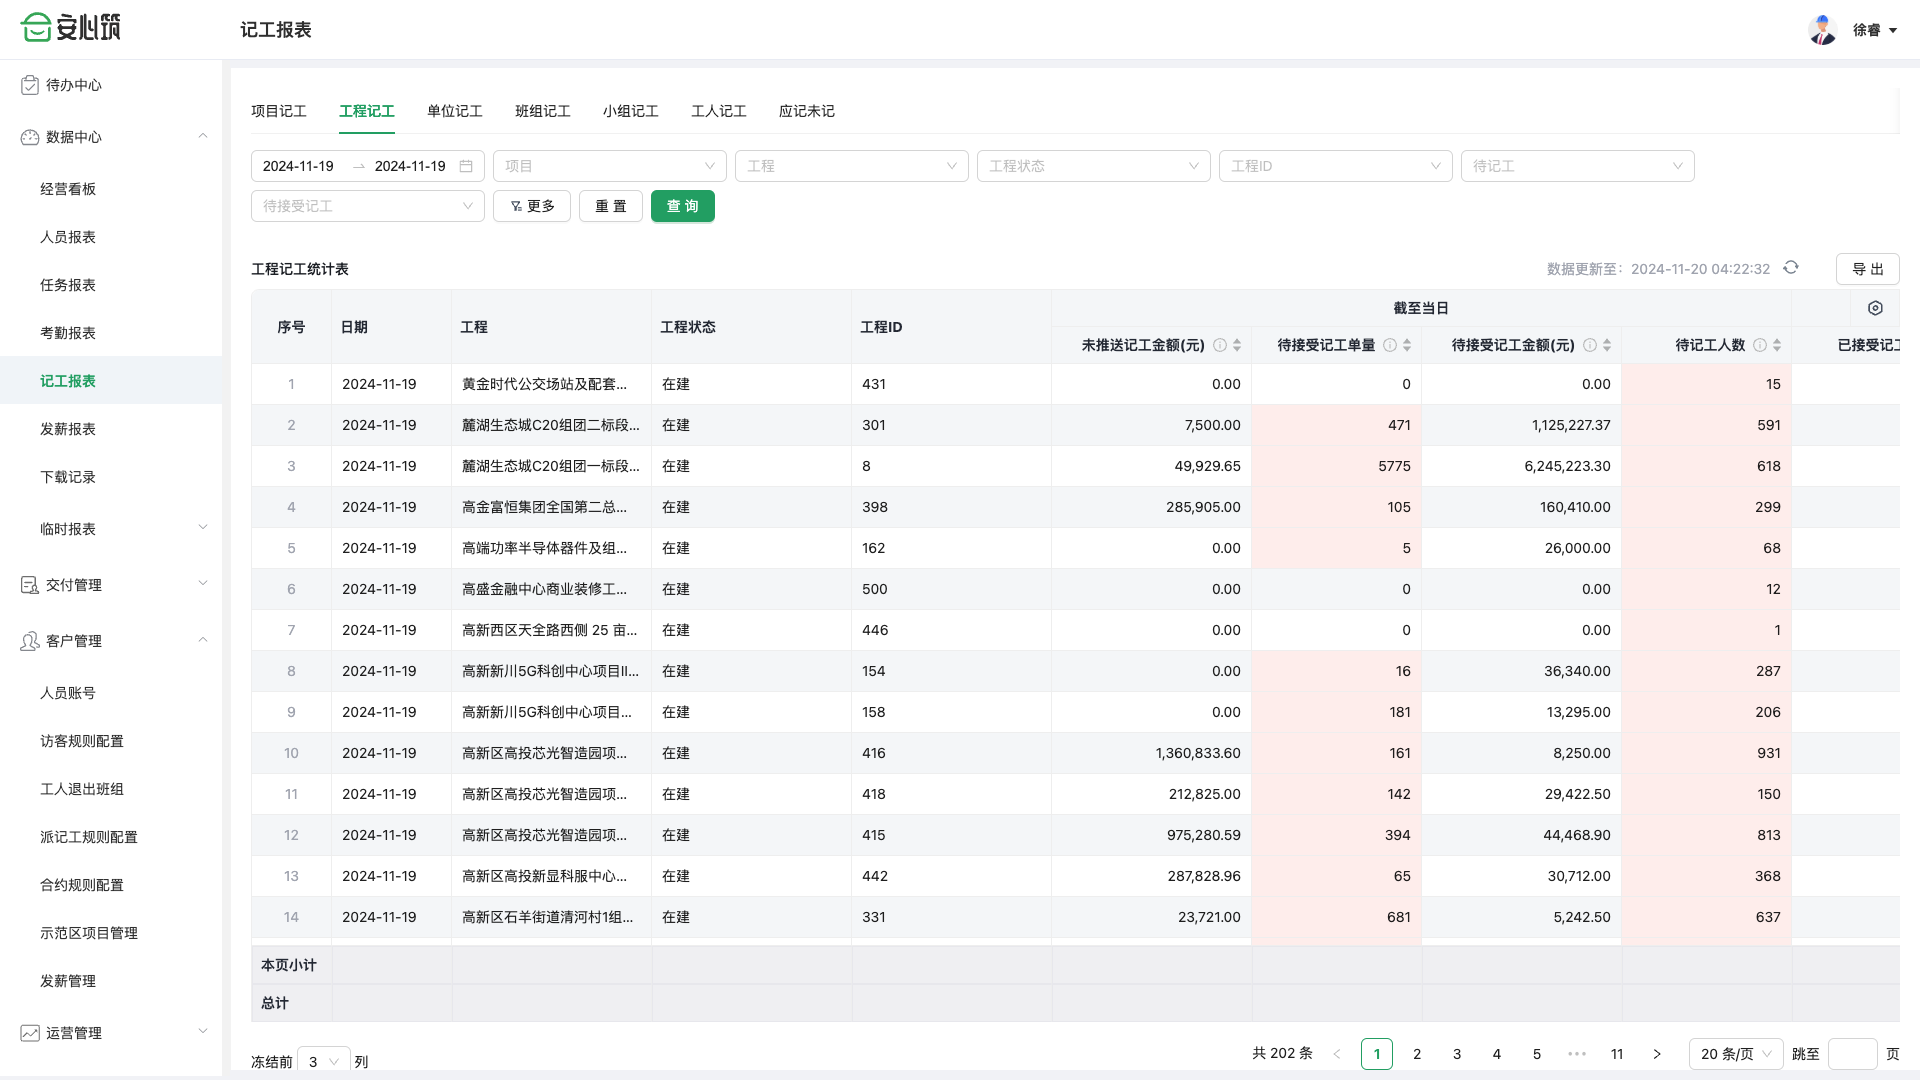 安心筑
记工报表
徐睿
待办中心
数据中心
经营看板
人员报表
任务报表
考勤报表
记工报表
发薪报表
下载记录
临时报表
交付管理
客户管理
人员账号
访客规则配置
工人退出班组
派记工规则配置
合约规则配置
示范区项目管理
发薪管理
运营管理
项目记工 工程记工 单位记工 班组记工 小组记工 工人记工 应记未记
2024-11-19 → 2024-11-19 项目 工程 工程状态 工程ID 待记工
待接受记工 更多 重 置 查 询
工程记工统计表 数据更新至：2024-11-20 04:22:32 导 出
截至当日
序号 日期 工程 工程状态 工程ID
未推送记工金额(元) 待接受记工单量 待接受记工金额(元) 待记工人数 已接受记工
1 2024-11-19 黄金时代公交场站及配套... 在建 431 0.00 0 0.00 15
2 2024-11-19 麓湖生态城C20组团二标段... 在建 301 7,500.00 471 1,125,227.37 591
3 2024-11-19 麓湖生态城C20组团一标段... 在建 8 49,929.65 5775 6,245,223.30 618
4 2024-11-19 高金富恒集团全国第二总... 在建 398 285,905.00 105 160,410.00 299
5 2024-11-19 高端功率半导体器件及组... 在建 162 0.00 5 26,000.00 68
6 2024-11-19 高盛金融中心商业装修工... 在建 500 0.00 0 0.00 12
7 2024-11-19 高新西区天全路西侧 25 亩... 在建 446 0.00 0 0.00 1
8 2024-11-19 高新新川5G科创中心项目II... 在建 154 0.00 16 36,340.00 287
9 2024-11-19 高新新川5G科创中心项目... 在建 158 0.00 181 13,295.00 206
10 2024-11-19 高新区高投芯光智造园项... 在建 416 1,360,833.60 161 8,250.00 931
11 2024-11-19 高新区高投芯光智造园项... 在建 418 212,825.00 142 29,422.50 150
12 2024-11-19 高新区高投芯光智造园项... 在建 415 975,280.59 394 44,468.90 813
13 2024-11-19 高新区高投新显科服中心... 在建 442 287,828.96 65 30,712.00 368
14 2024-11-19 高新区石羊街道清河村1组... 在建 331 23,721.00 681 5,242.50 637
本页小计
总计
冻结前 3 列 共 202 条 1 2 3 4 5 ••• 11 20 条/页 跳至 页